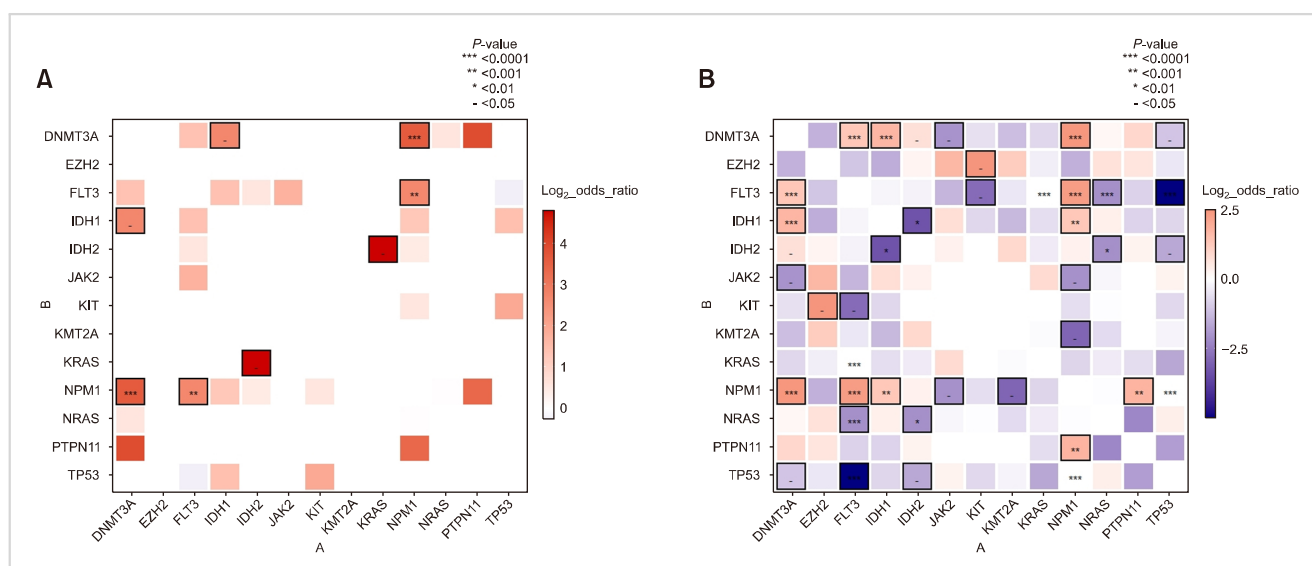 A
P-value
*** <0.0001
** <0.001
* <0.01
- <0.05
DNMT3A - ***
EZH2
FLT3 **
IDH1 -
IDH2 -
JAK2
KIT
KMT2A
KRAS -
NPM1 *** **
NRAS
PTPN11
TP53
B
DNMT3A EZH2 FLT3 IDH1 IDH2 JAK2 KIT KMT2A KRAS NPM1 NRAS PTPN11 TP53
A
Log2_odds_ratio
4
3
2
1
0
B
P-value
*** <0.0001
** <0.001
* <0.01
- <0.05
DNMT3A *** *** - - *** -
EZH2 -
FLT3 *** - *** *** *** ***
IDH1 *** * **
IDH2 - * * -
JAK2 - -
KIT - -
KMT2A -
KRAS ***
NPM1 *** *** ** - - ** ***
NRAS *** *
PTPN11 **
TP53 - *** - ***
B
DNMT3A EZH2 FLT3 IDH1 IDH2 JAK2 KIT KMT2A KRAS NPM1 NRAS PTPN11 TP53
A
Log2_odds_ratio
2.5
0.0
−2.5